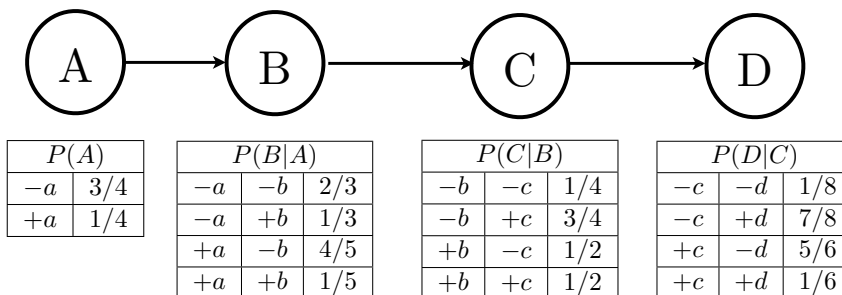 A B C D
P(A) P(B|A) P(C|B) P(D|C)
−a 3/4 −a −b 2/3 −b −c 1/4 −c −d 1/8
+a 1/4 −a +b 1/3 −b +c 3/4 −c +d 7/8
+a −b 4/5 +b −c 1/2 +c −d 5/6
+a +b 1/5 +b +c 1/2 +c +d 1/6